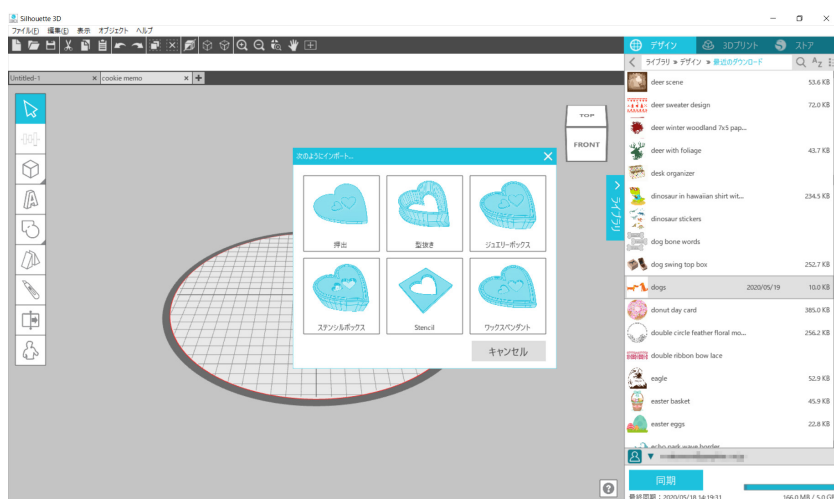 Silhouette 3D
ファイル(F) 編集(E) 表示 オブジェクト ヘルプ
Untitled-1 × cookie memo ×
デザイン 3Dプリント ストア
ライブラリ » デザイン » 最近のダウンロード
deer scene 53.6 KB
deer sweater design 72.0 KB
deer winter woodland 7x5 pap...
deer with foliage 43.7 KB
desk organizer
dinosaur in hawaiian shirt wit... 234.5 KB
dinosaur stickers
dog bone words
dog swing top box 252.7 KB
dogs 2020/05/19 10.0 KB
donut day card 385.0 KB
double circle feather floral mo... 256.2 KB
double ribbon bow lace
eagle 52.9 KB
easter basket 45.9 KB
easter eggs 22.8 KB
echo park wave border
TOP
FRONT
ライブラリ
次のようにインポート...
押出 型抜き ジュエリーボックス
ステンシルボックス Stencil ワックスペンダント
キャンセル
同期
最終同期：2020/05/18 14:19:31 166.0 MB / 5.0 GB